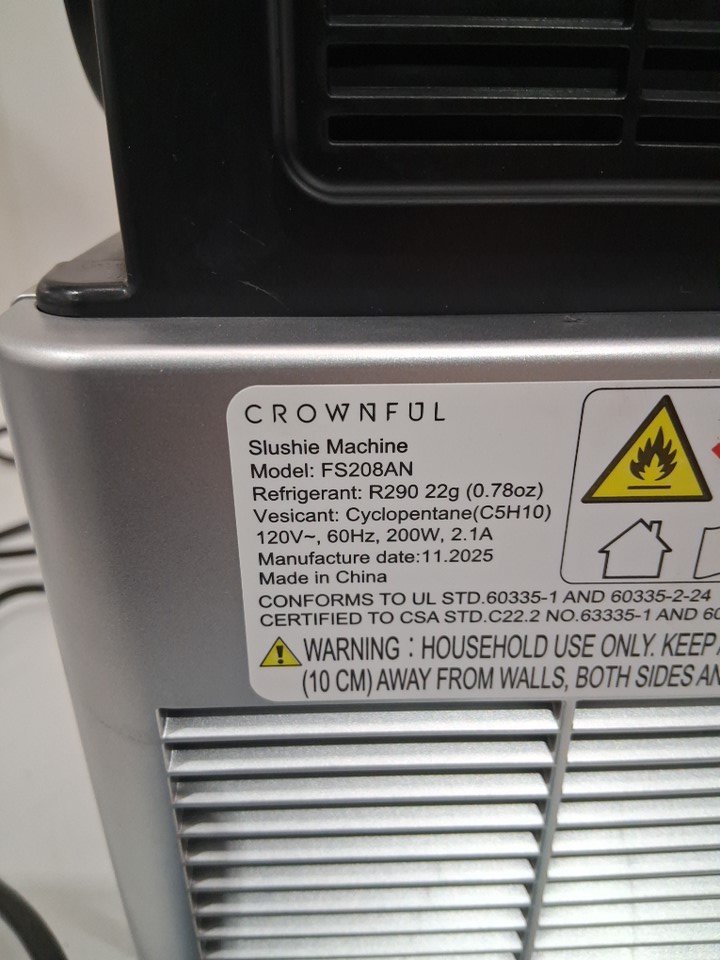 CROWNFUL
Slushie Machine
Model: FS208AN
Refrigerant: R290 22g (0.78oz)
Vesicant: Cyclopentane(C5H10)
120V~, 60Hz, 200W, 2.1A
Manufacture date:11.2025
Made in China
CONFORMS TO UL STD.60335-1 AND 60335-2-24
CERTIFIED TO CSA STD.C22.2 NO.63335-1 AND 60
WARNING : HOUSEHOLD USE ONLY. KEEP
(10 CM) AWAY FROM WALLS, BOTH SIDES AN